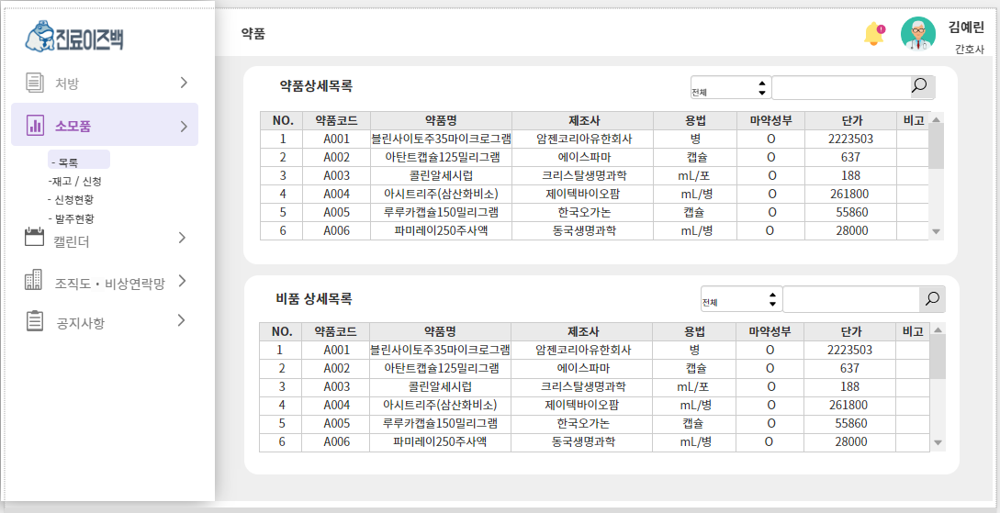 진료이즈백
처방
소모품
- 목록
-재고 / 신청
- 신청현황
- 발주현황
캘린더
조직도・비상연락망
공지사항
약품
!
김예린
간호사
약품상세목록
전체
NO. 약품코드 약품명 제조사 용법 마약성부 단가 비고
1 A001 블린사이토주35마이크로그램 암젠코리아유한회사 병 O 2223503
2 A002 아탄트캡슐125밀리그램 에이스파마 캡슐 O 637
3 A003 콜린알세시럽 크리스탈생명과학 mL/포 O 188
4 A004 아시트리주(삼산화비소) 제이텍바이오팜 mL/병 O 261800
5 A005 루루카캡슐150밀리그램 한국오가논 캡슐 O 55860
6 A006 파미레이250주사액 동국생명과학 mL/병 O 28000
비품 상세목록
전체
NO. 약품코드 약품명 제조사 용법 마약성부 단가 비고
1 A001 블린사이토주35마이크로그램 암젠코리아유한회사 병 O 2223503
2 A002 아탄트캡슐125밀리그램 에이스파마 캡슐 O 637
3 A003 콜린알세시럽 크리스탈생명과학 mL/포 O 188
4 A004 아시트리주(삼산화비소) 제이텍바이오팜 mL/병 O 261800
5 A005 루루카캡슐150밀리그램 한국오가논 캡슐 O 55860
6 A006 파미레이250주사액 동국생명과학 mL/병 O 28000